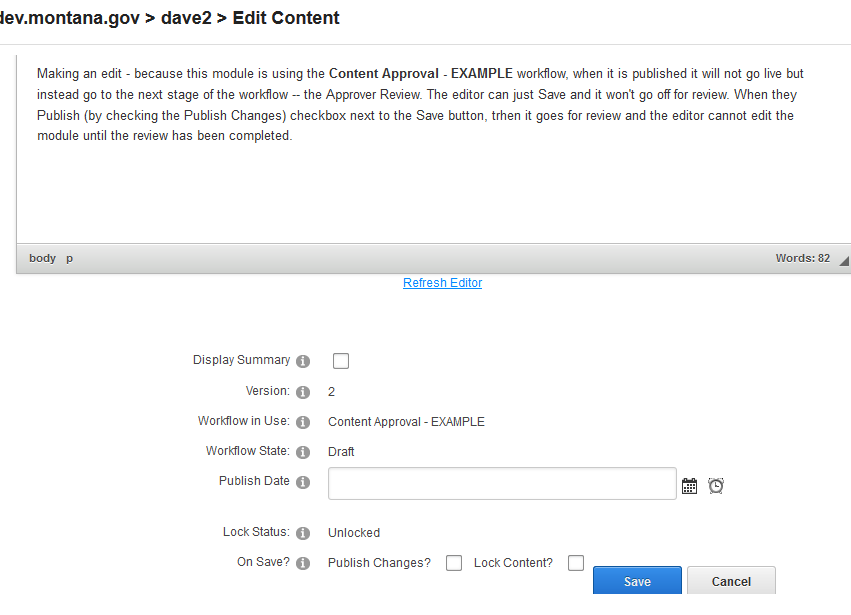 dev.montana.gov > dave2 > Edit Content
Making an edit - because this module is using the Content Approval - EXAMPLE workflow, when it is published it will not go live but
instead go to the next stage of the workflow -- the Approver Review. The editor can just Save and it won't go off for review. When they
Publish (by checking the Publish Changes) checkbox next to the Save button, trhen it goes for review and the editor cannot edit the
module until the review has been completed.
body p Words: 82
Refresh Editor
Display Summary
Version: 2
Workflow in Use: Content Approval - EXAMPLE
Workflow State: Draft
Publish Date
Lock Status: Unlocked
On Save? Publish Changes? Lock Content? Save Cancel